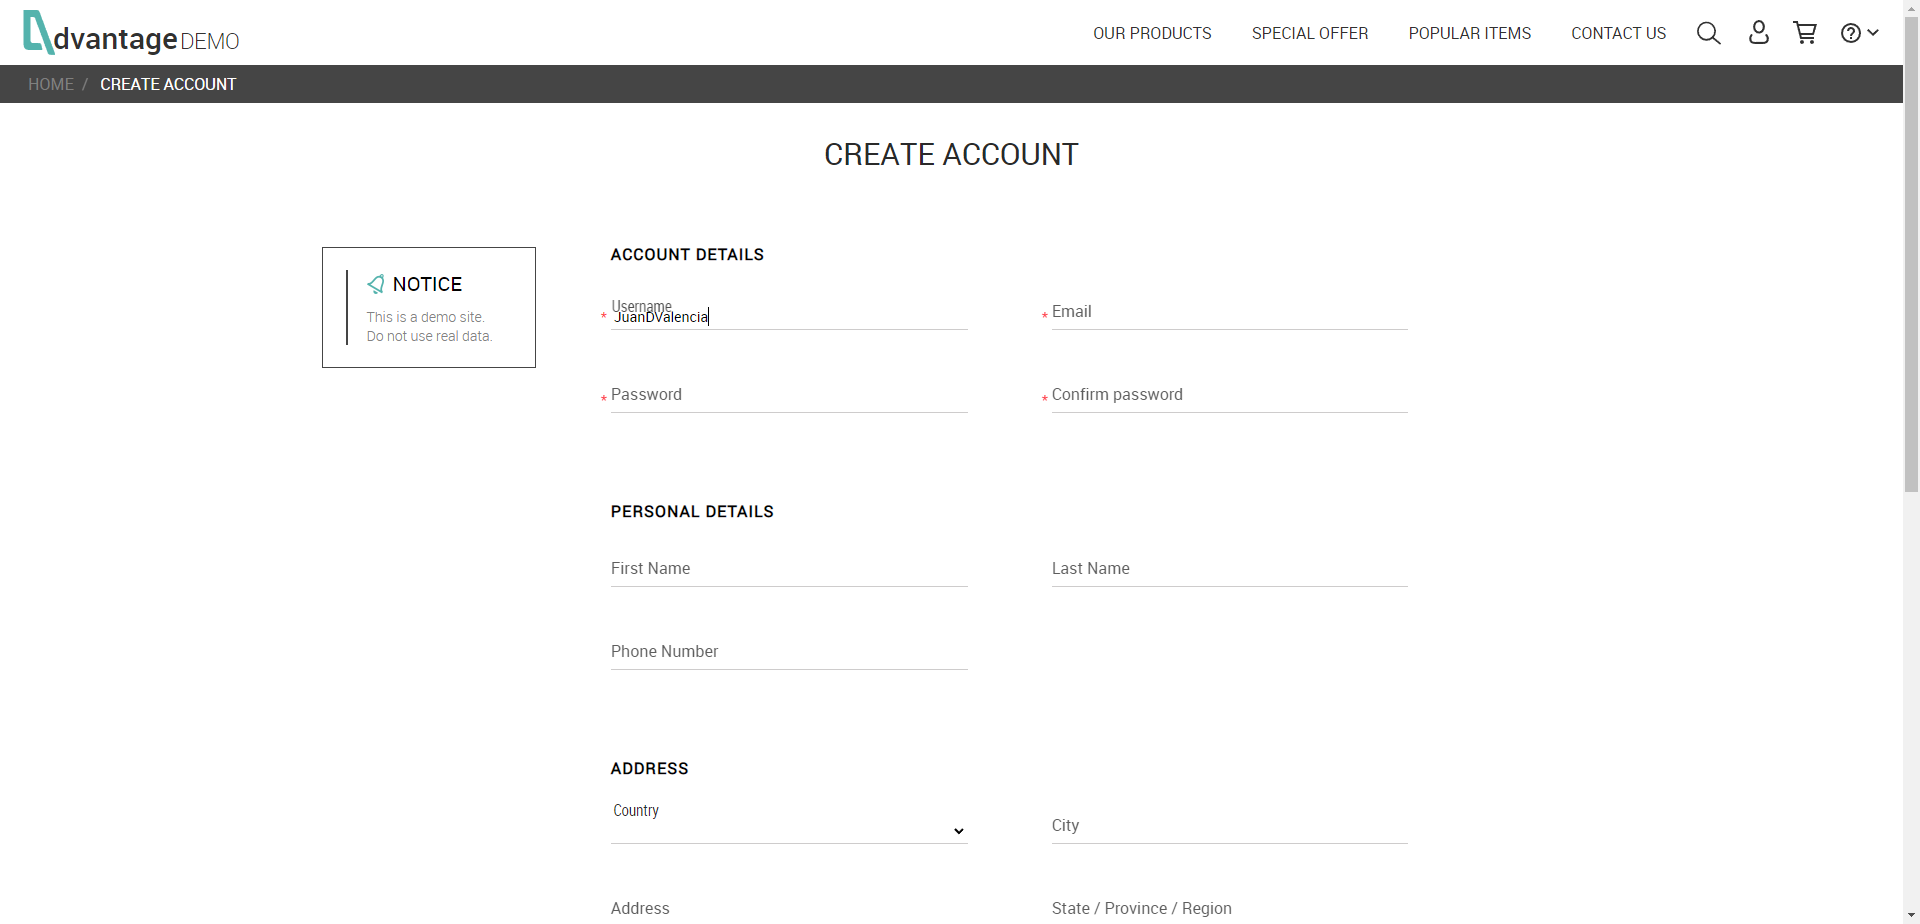 dvantage DEMO
OUR PRODUCTS SPECIAL OFFER POPULAR ITEMS CONTACT US
HOME / CREATE ACCOUNT
CREATE ACCOUNT
NOTICE
This is a demo site.
Do not use real data.
ACCOUNT DETAILS
Username
* JuanDValencia
* Email
* Password
* Confirm password
PERSONAL DETAILS
First Name
Last Name
Phone Number
ADDRESS
Country
City
Address
State / Province / Region